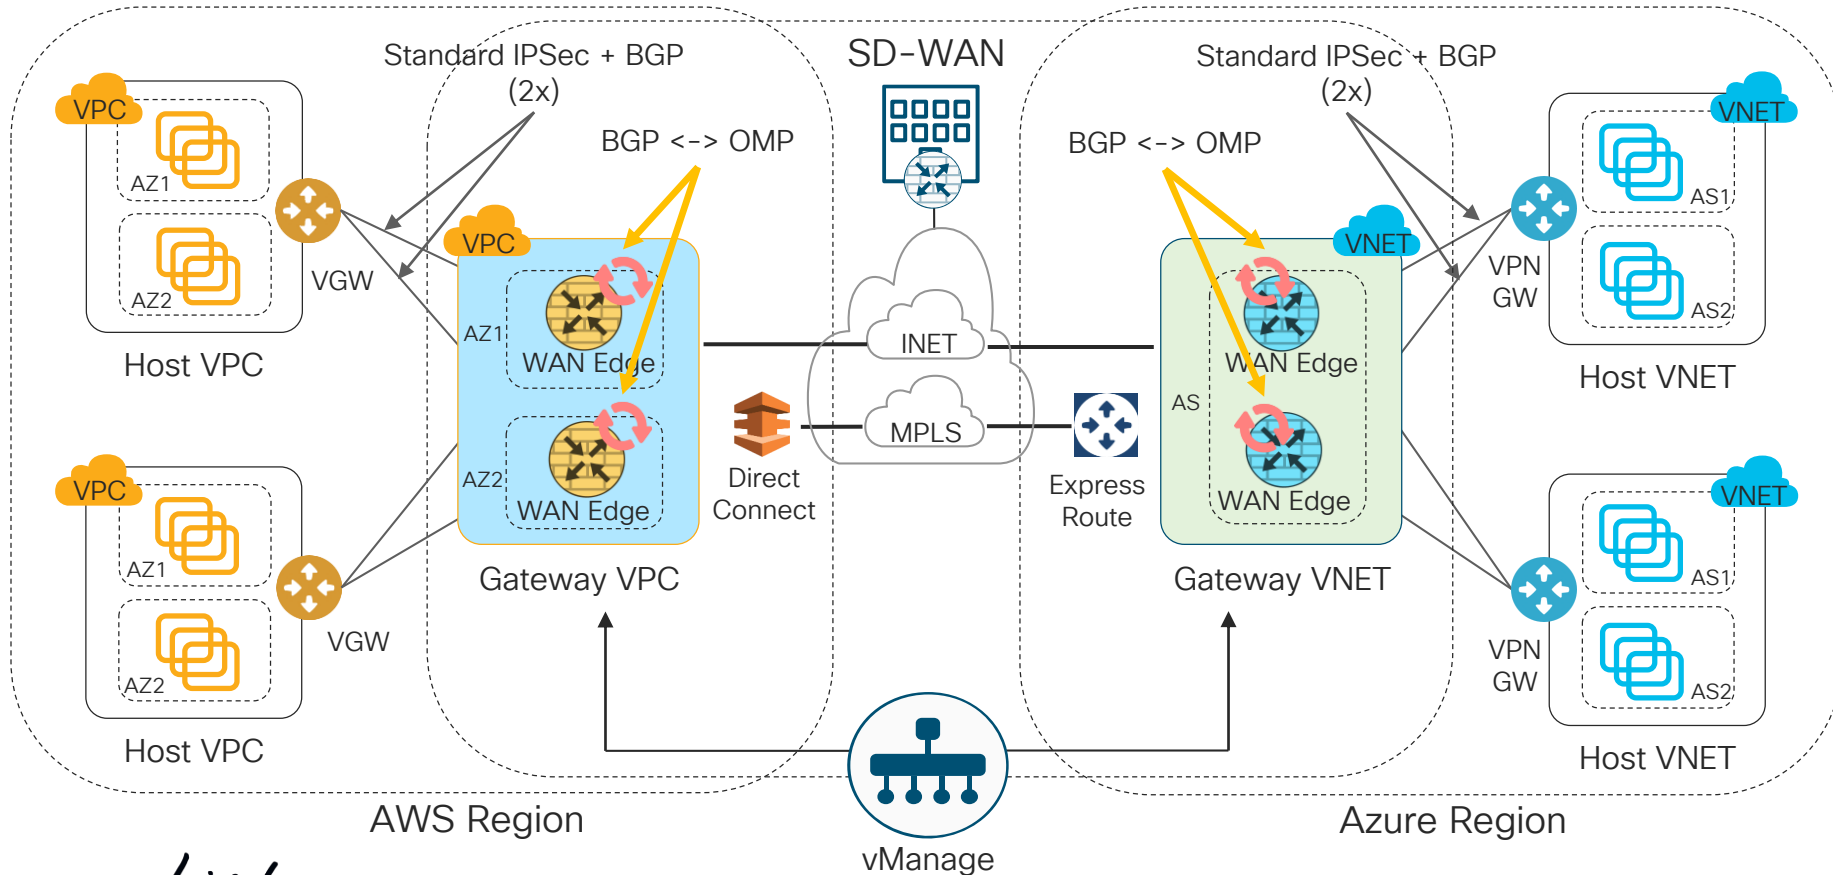 SD-WAN
Standard IPSec + BGP
(2x)
BGP <-> OMP
VPC
AZ1
AZ2
VGW
Host VPC
VPC
AZ1
AZ2
VGW
Host VPC
VPC
AZ1
WAN Edge
AZ2
WAN Edge
Gateway VPC
AWS Region
INET
MPLS
Direct
Connect
Express
Route
vManage
Standard IPSec + BGP
(2x)
BGP <-> OMP
VNET
WAN Edge
AS
WAN Edge
Gateway VNET
VNET
AS1
AS2
VPN
GW
Host VNET
VNET
AS1
AS2
VPN
GW
Host VNET
Azure Region